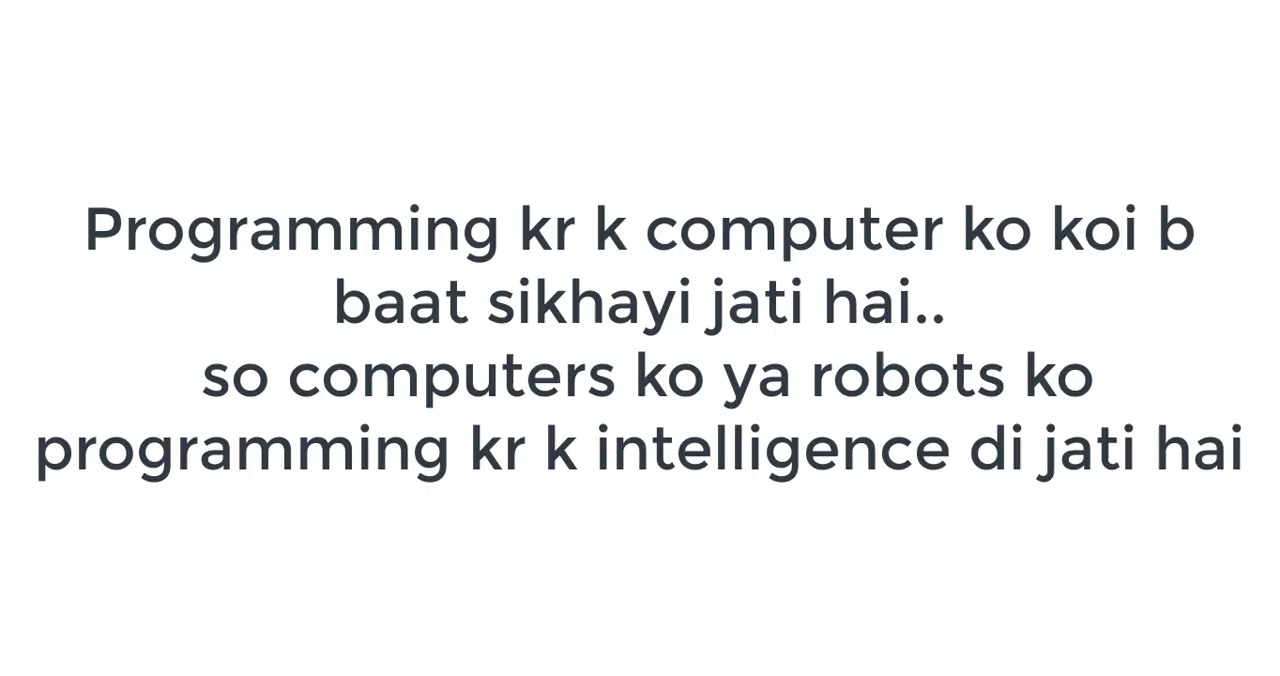 Programming kr k computer ko koi b
baat sikhayi jati hai..
so computers ko ya robots ko
programming kr k intelligence di jati hai